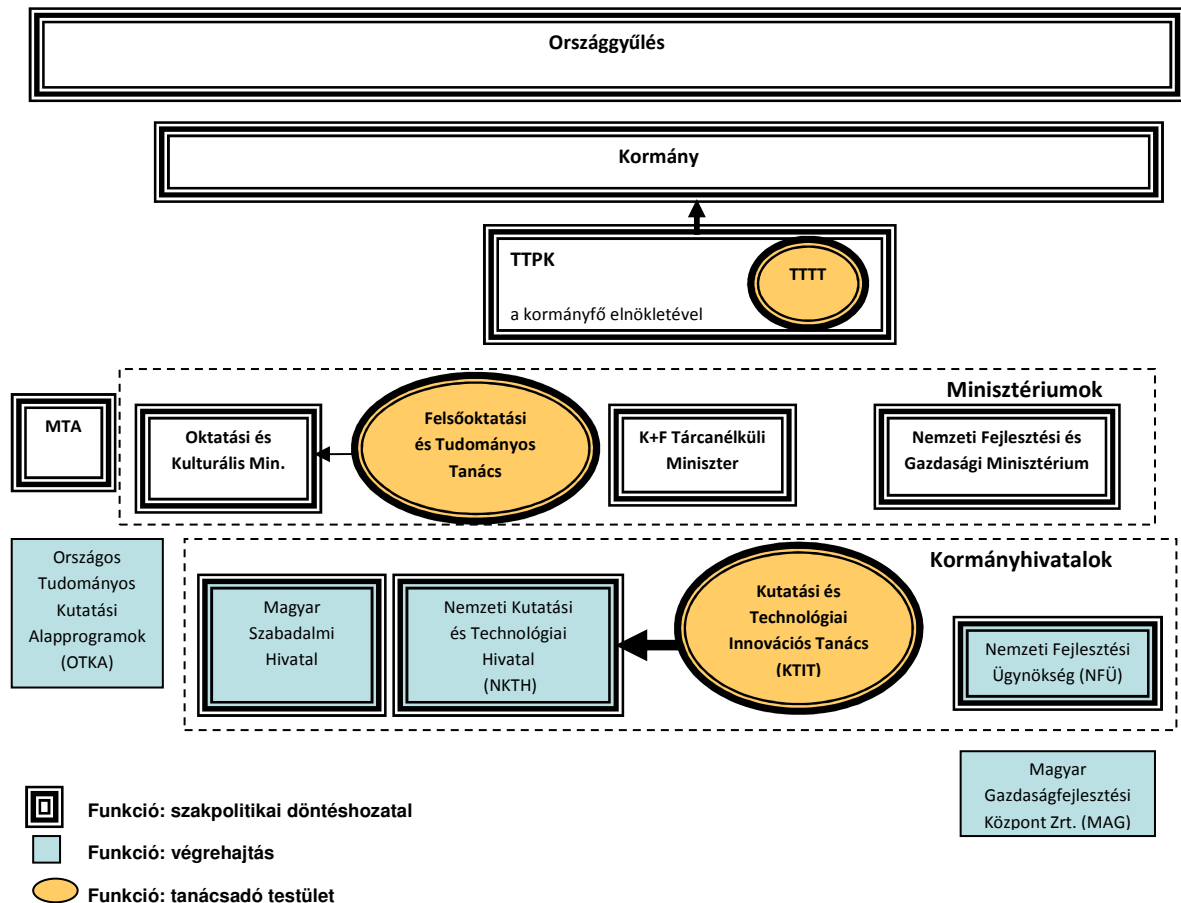 Országgyűlés
Kormány
TTPK
TTTT
a kormányfő elnökletével
Minisztériumok
MTA
Oktatási és
Kulturális Min.
Felsőoktatási
és Tudományos
Tanács
K+F Tárcanélküli
Miniszter
Nemzeti Fejlesztési és
Gazdasági Minisztérium
Országos
Tudományos
Kutatási
Alapprogramok
(OTKA)
Kormányhivatalok
Magyar
Szabadalmi
Hivatal
Nemzeti Kutatási
és Technológiai
Hivatal
(NKTH)
Kutatási és
Technológiai
Innovációs Tanács
(KTIT)
Nemzeti Fejlesztési
Ügynökség (NFÜ)
Magyar
Gazdaságfejlesztési
Központ Zrt. (MAG)
Funkció: szakpolitikai döntéshozatal
Funkció: végrehajtás
Funkció: tanácsadó testület